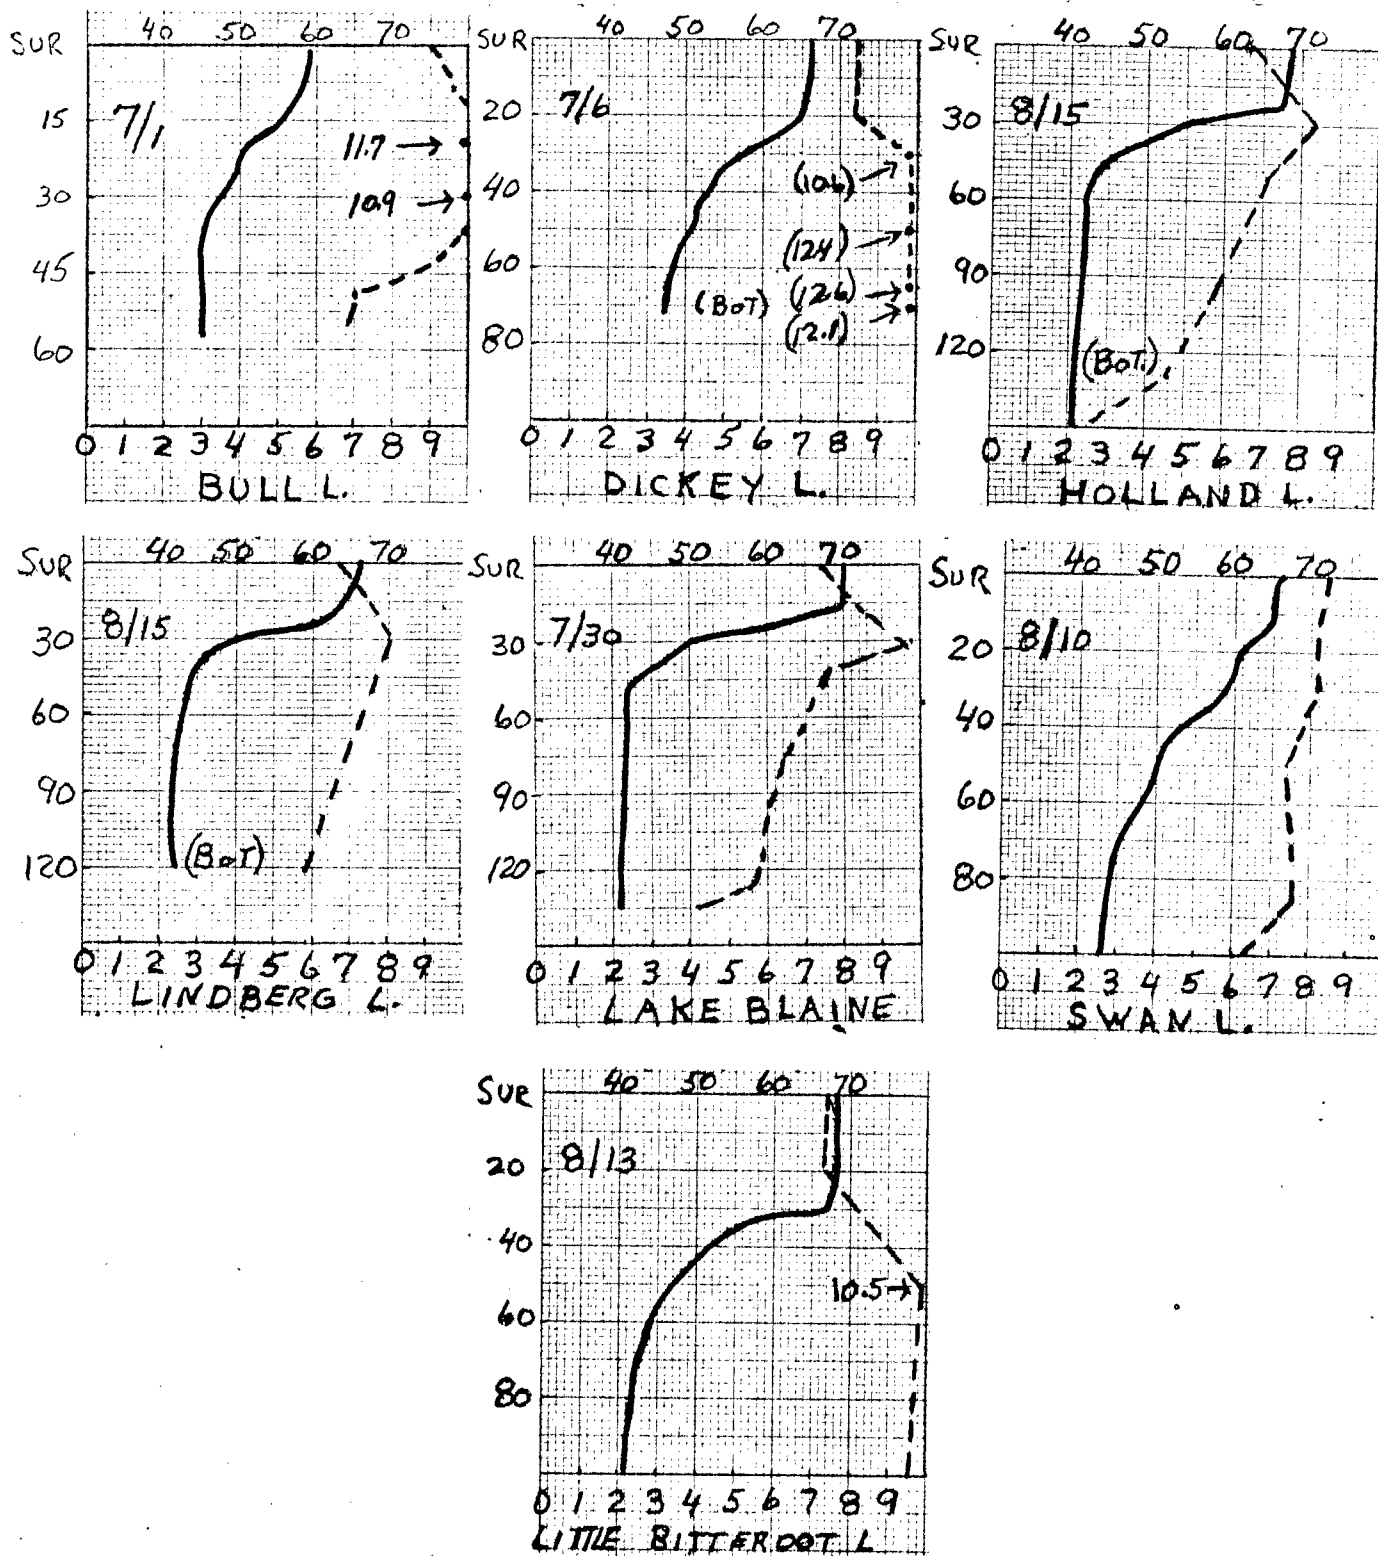 40 50 60 70
SUR
7/1
15
11.7
30
10.9
45
60
0 1 2 3 4 5 6 7 8 9
BULL L.
40 50 60 70
SUR
7/6
20
(10.6)
40
(12.4)
60
(BOT) (12.6)
(12.1)
80
0 1 2 3 4 5 6 7 8 9
DICKEY L.
40 50 60 70
SUR
8/15
30
60
90
120
(BOT.)
0 1 2 3 4 5 6 7 8 9
HOLLAND L.
40 50 60 70
SUR
8/15
30
60
90
120 (BOT)
0 1 2 3 4 5 6 7 8 9
LINDBERG L.
40 50 60 70
SUR
7/30
30
60
90
120
0 1 2 3 4 5 6 7 8 9
LAKE BLAINE
40 50 60 70
SUR
8/10
20
40
60
80
0 1 2 3 4 5 6 7 8 9
SWAN L.
40 50 60 70
SUR
8/13
20
40
10.5
60
80
0 1 2 3 4 5 6 7 8 9
LITTLE BITTEROOT L